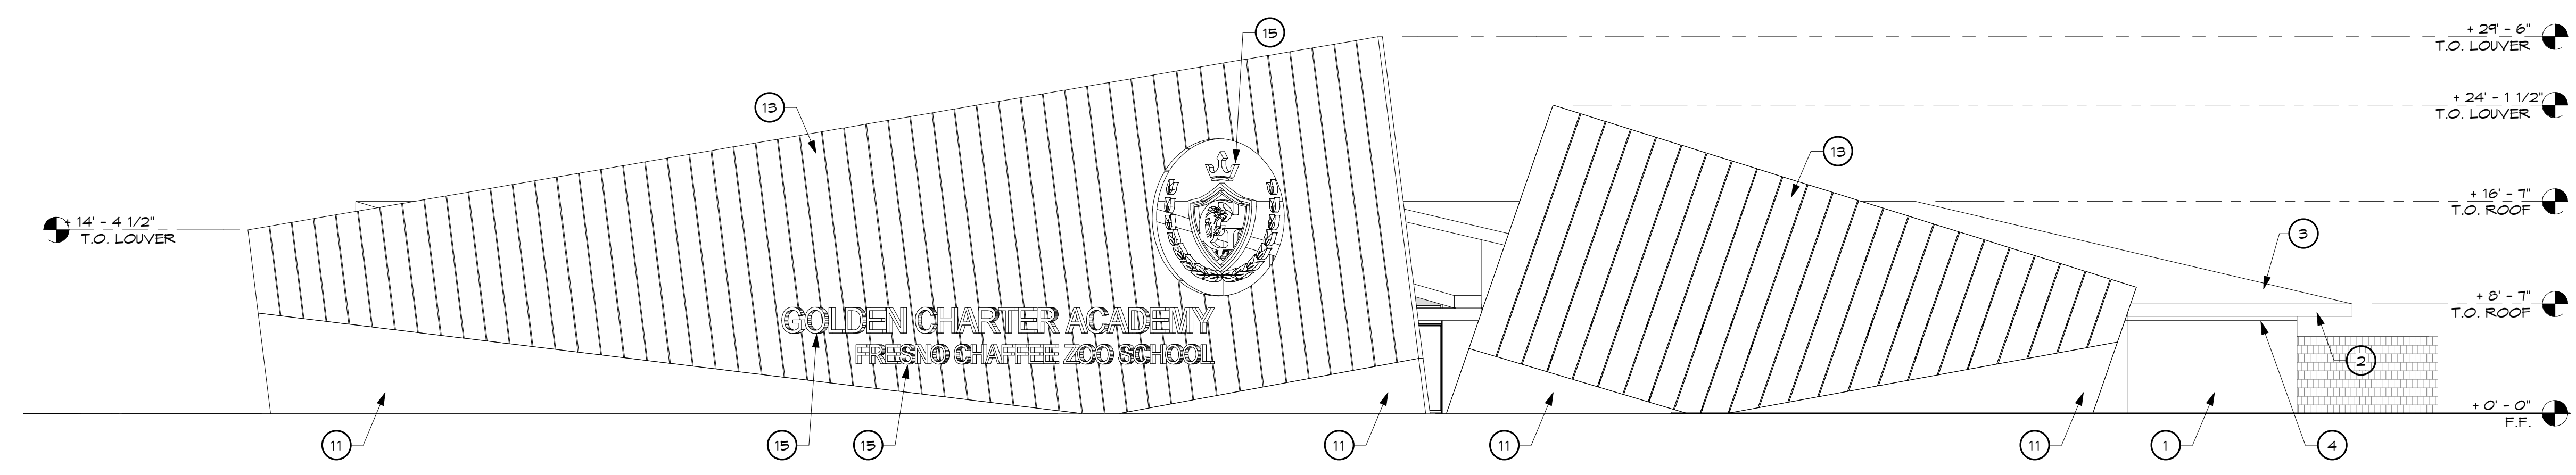 15
+ 29' - 6"
T.O. LOUVER
13
+ 24' - 1 1/2"
T.O. LOUVER
13
+ 16' - 7"
T.O. ROOF
+ 14' - 4 1/2"
T.O. LOUVER
3
+ 8' - 7"
T.O. ROOF
GOLDEN CHARTER ACADEMY
FRESNO CHAFFEE ZOO SCHOOL
2
+ 0' - 0"
F.F.
11
15
15
11
11
11
1
4